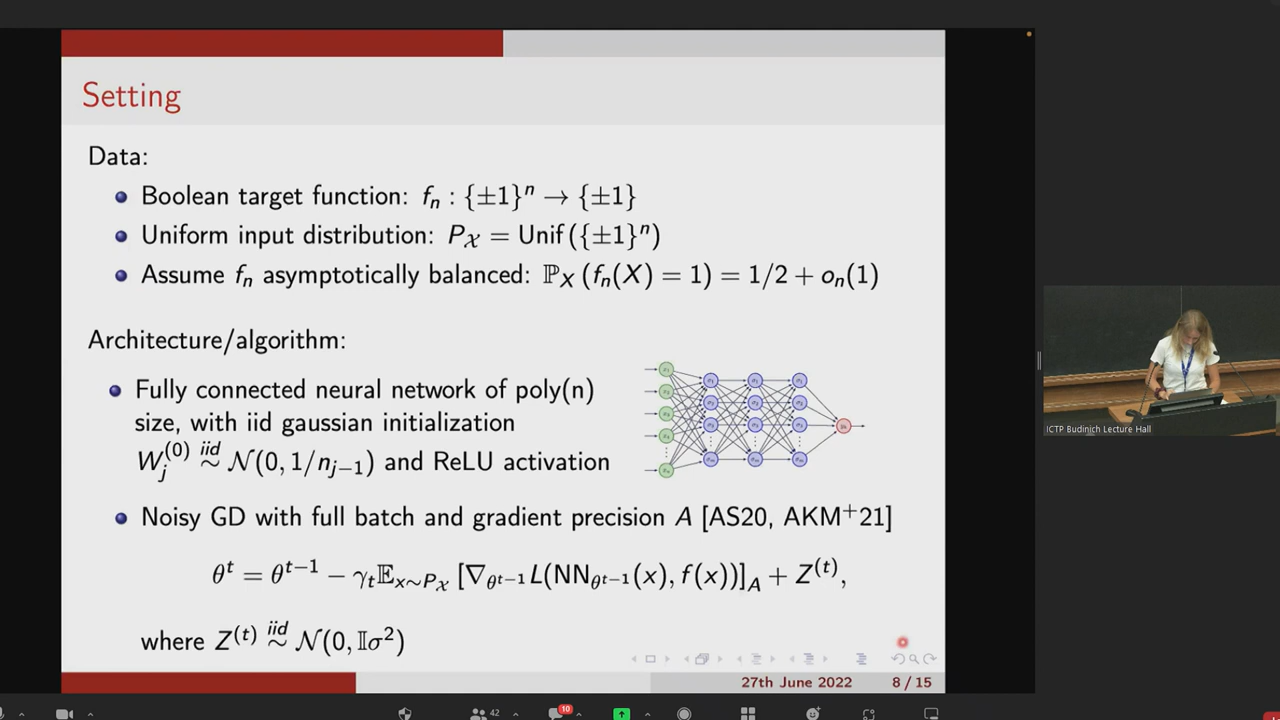 Setting
Data:
Boolean target function: fₙ : {±1}ⁿ → {±1}
Uniform input distribution: P_𝒳 = Unif({±1}ⁿ)
Assume fₙ asymptotically balanced: ℙ_X (fₙ(X) = 1) = 1/2 + oₙ(1)
Architecture/algorithm:
Fully connected neural network of poly(n)
size, with iid gaussian initialization
W_j^(0) iid ∼ 𝒩(0, 1/n_{j−1}) and ReLU activation
Noisy GD with full batch and gradient precision A [AS20, AKM⁺21]
θ^t = θ^{t−1} − γ_t 𝔼_{x∼P_𝒳} [∇_{θ^{t−1}} L(NN_{θ^{t−1}}(x), f(x))]_A + Z^(t),
where Z^(t) iid ∼ 𝒩(0, 𝕀σ²)
27th June 2022 8 / 15
ICTP Budinich Lecture Hall
42
10